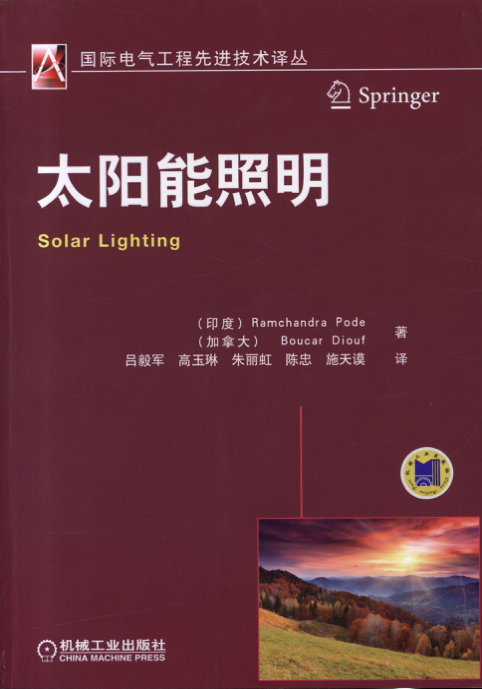 国际电气工程先进技术译丛
Springer
太阳能照明
Solar Lighting
（印度）Ramchandra Pode
（加拿大） Boucar Diouf 著
吕毅军 高玉琳 朱丽虹 陈忠 施天谟 译
机械工业出版社
CHINA MACHINE PRESS